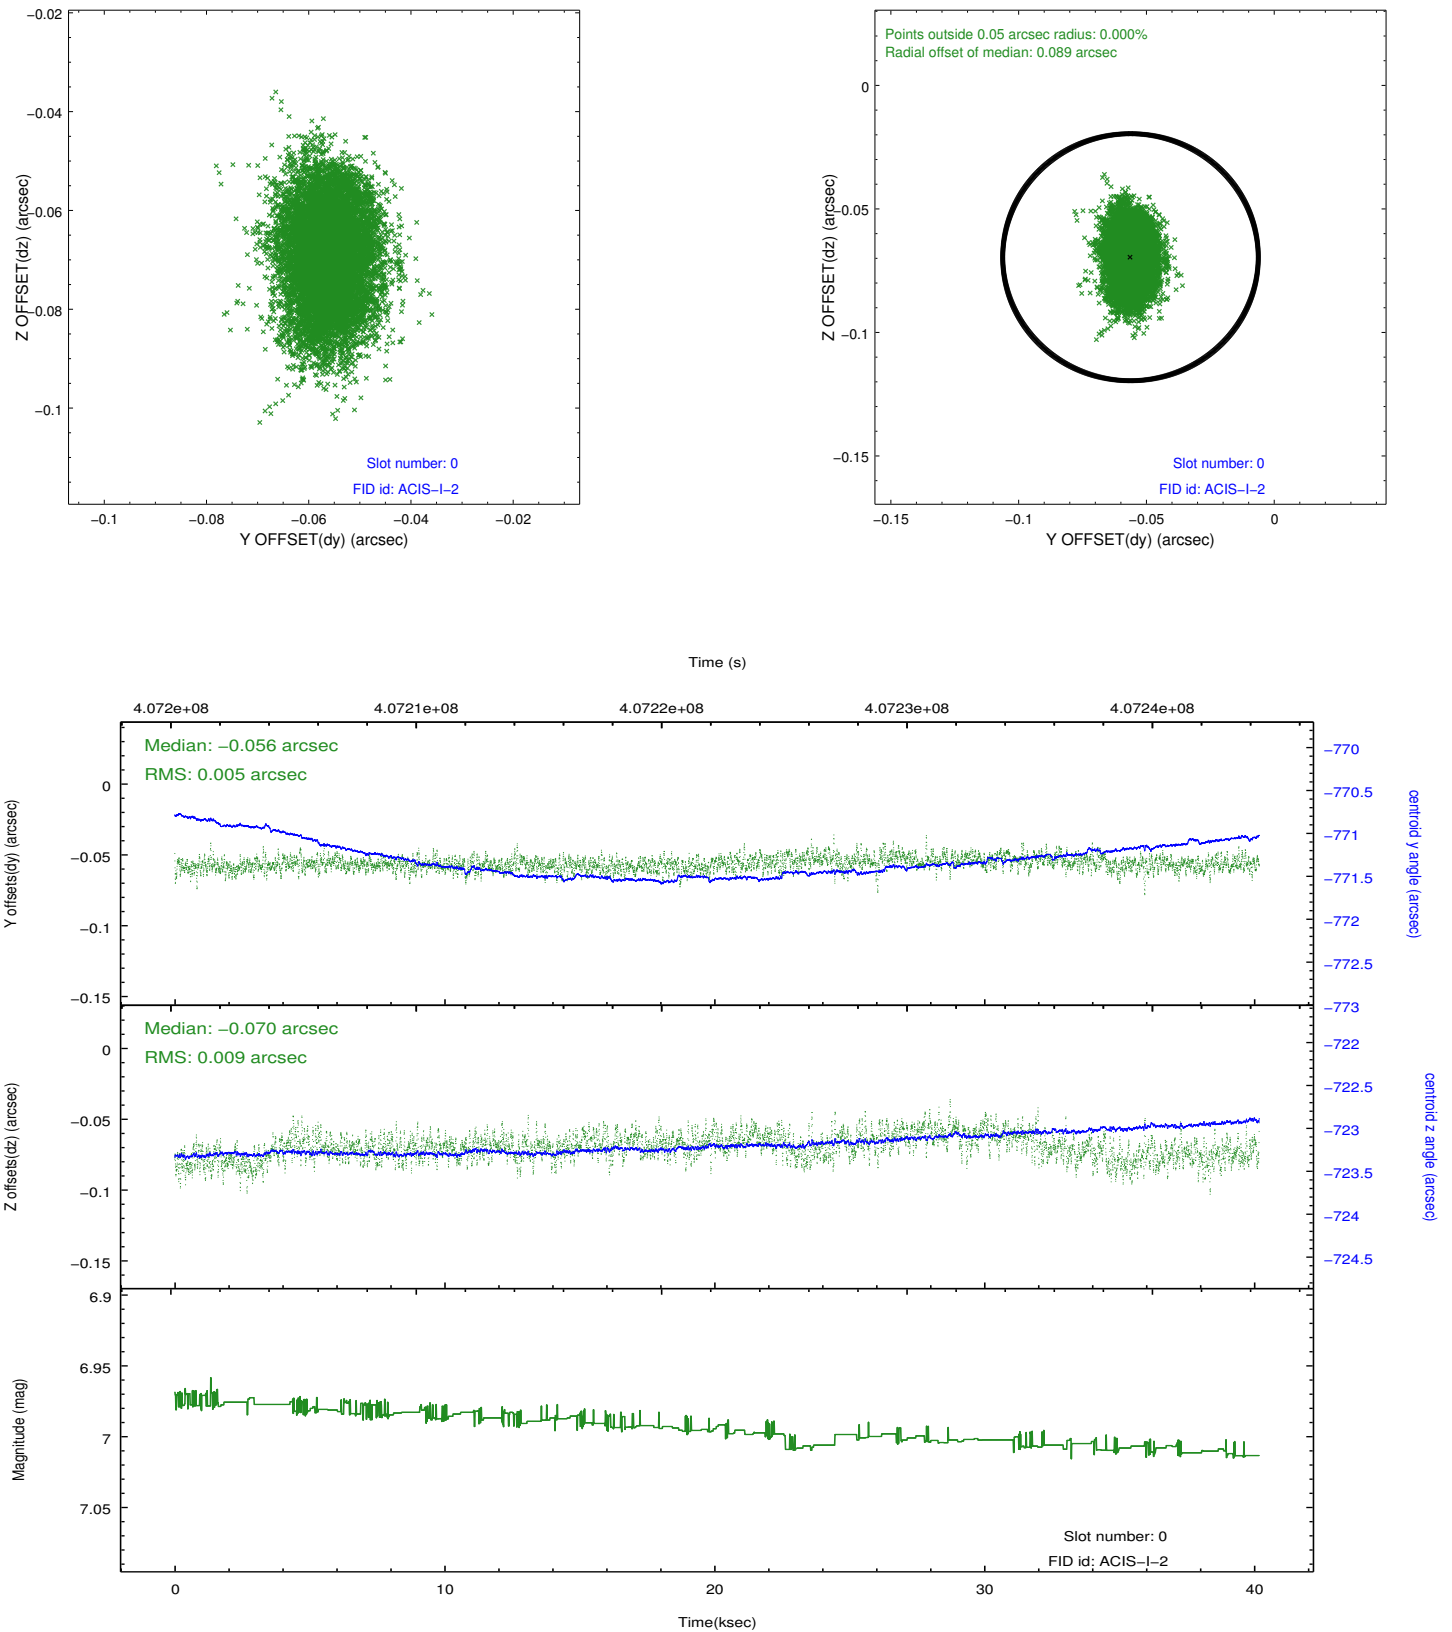 −0.02
−0.04
−0.06
−0.08
−0.1
Z OFFSET(dz) (arcsec)
Slot number: 0
FID id: ACIS−I−2
−0.1
−0.08
−0.06
−0.04
−0.02
Y OFFSET(dy) (arcsec)
Points outside 0.05 arcsec radius: 0.000%
Radial offset of median: 0.089 arcsec
0
−0.05
−0.1
−0.15
Z OFFSET(dz) (arcsec)
Slot number: 0
FID id: ACIS−I−2
−0.15
−0.1
−0.05
0
Y OFFSET(dy) (arcsec)
Time (s)
4.072e+08
4.0721e+08
4.0722e+08
4.0723e+08
4.0724e+08
Median: −0.056 arcsec
RMS: 0.005 arcsec
0
−0.05
−0.1
−0.15
Y offsets(dy) (arcsec)
−770
−770.5
−771
−771.5
−772
−772.5
−773
centroid y angle (arcsec)
Median: −0.070 arcsec
RMS: 0.009 arcsec
0
−0.05
−0.1
−0.15
Z offsets(dz) (arcsec)
−722
−722.5
−723
−723.5
−724
−724.5
centroid z angle (arcsec)
6.9
6.95
7
7.05
Magnitude (mag)
Slot number: 0
FID id: ACIS−I−2
0
10
20
30
40
Time(ksec)